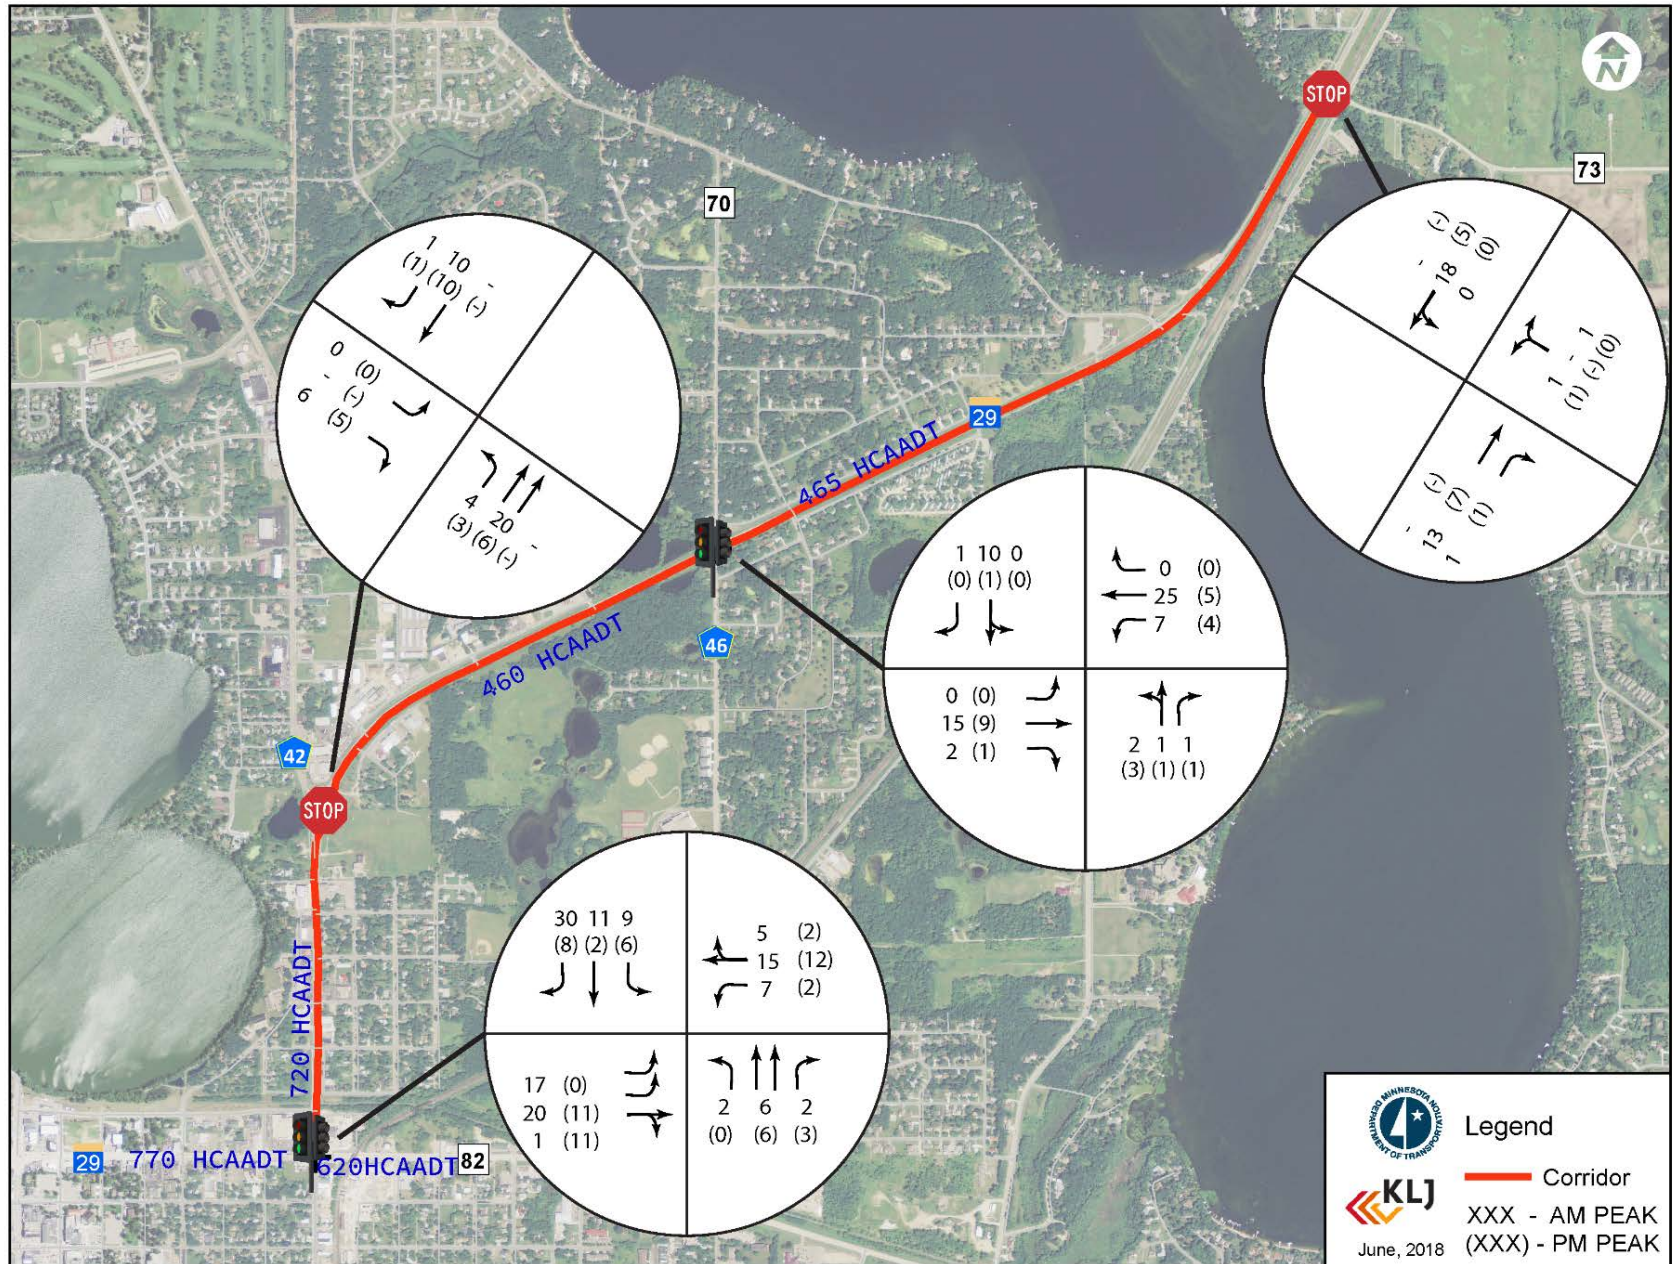 STOP
73
70
(-) (5) (0)
- 18 0
1 - 1
(1) (-) (0)
(-) (7) (1)
- 13 1
1 10 -
(1) (10) (-)
0 (0)
- (-)
6 (5)
4 20 -
(3) (6) (-)
29
465 HCAADT
1 10 0
(0) (1) (0)
0 (0)
25 (5)
7 (4)
0 (0)
15 (9)
2 (1)
2 1 1
(3) (1) (1)
46
460 HCAADT
42
STOP
30 11 9
(8) (2) (6)
5 (2)
15 (12)
7 (2)
17 (0)
20 (11)
1 (11)
2 6 2
(0) (6) (3)
720 HCAADT
29
770 HCAADT
620HCAADT
82
MINNESOTA DEPARTMENT OF TRANSPORTATION
Legend
Corridor
KLJ
XXX - AM PEAK
June, 2018
(XXX) - PM PEAK
N